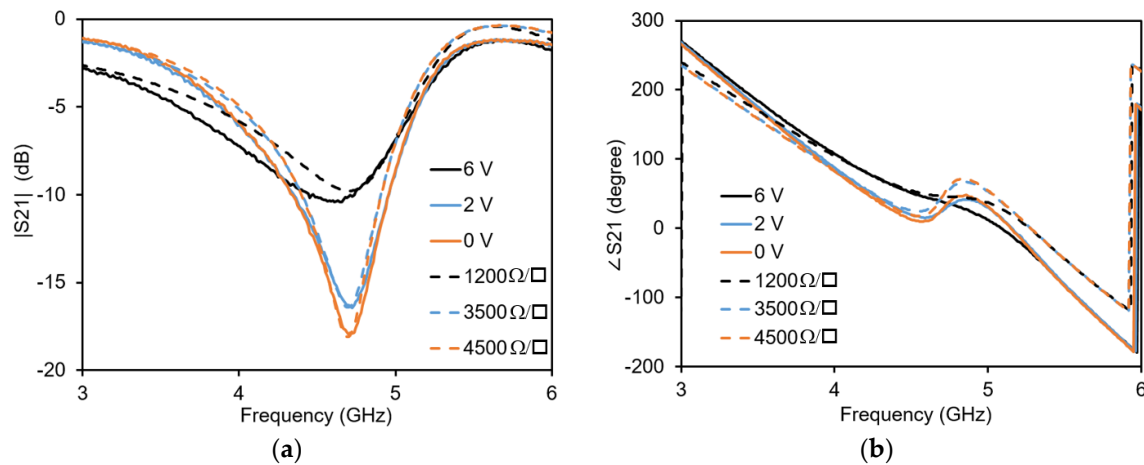 0
-5
-10
-15
-20
|S21| (dB)
3
4
5
6
Frequency (GHz)
6 V
2 V
0 V
1200Ω/□
3500Ω/□
4500Ω/□
(a)
300
200
100
0
-100
-200
∠S21 (degree)
3
4
5
6
Frequency (GHz)
6 V
2 V
0 V
1200Ω/□
3500Ω/□
4500Ω/□
(b)